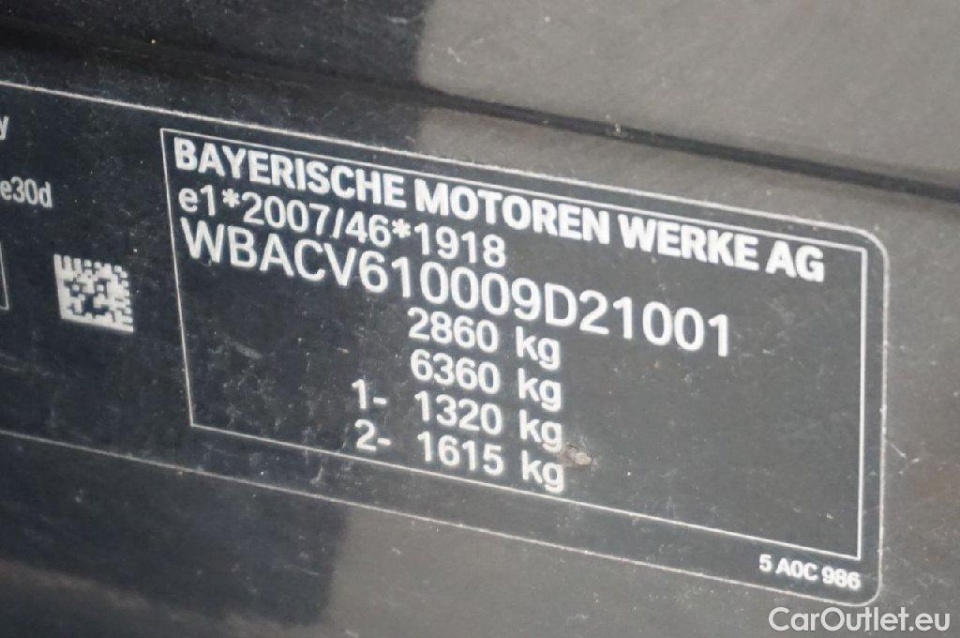 y
e30d
BAYERISCHE MOTOREN WERKE AG
e1*2007/46*1918
WBACV610009D21001
2860 kg
6360 kg
1- 1320 kg
2- 1615 kg
5 A0C 986
CarOutlet.eu